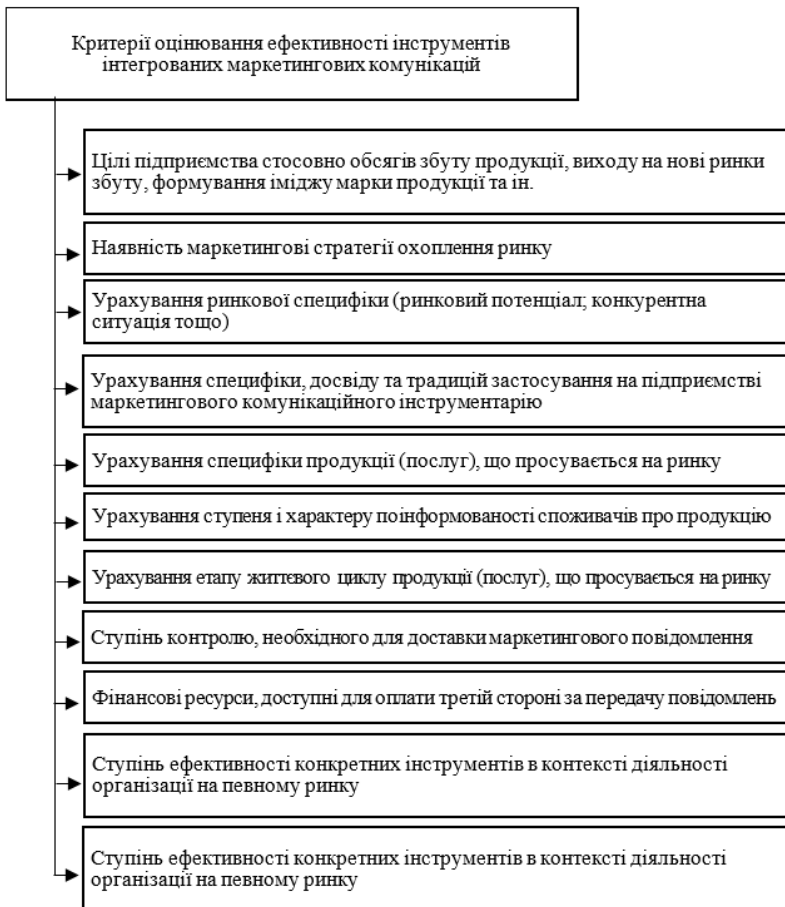 Критерії оцінювання ефективності інструментів
інтегрованих маркетингових комунікацій
Цілі підприємства стосовно обсягів збуту продукції, виходу на нові ринки
збуту, формування іміджу марки продукції та ін.
Наявність маркетингові стратегії охоплення ринку
Урахування ринкової специфіки (ринковий потенціал; конкурентна
ситуація тощо)
Урахування специфіки, досвіду та традицій застосування на підприємстві
маркетингового комунікаційного інструментарію
Урахування специфіки продукції (послуг), що просувається на ринку
Урахування ступеня і характеру поінформованості споживачів про продукцію
Урахування етапу життєвого циклу продукції (послуг), що просувається на ринку
Ступінь контролю, необхідного для доставки маркетингового повідомлення
Фінансові ресурси, доступні для оплати третій стороні за передачу повідомлень
Ступінь ефективності конкретних інструментів в контексті діяльності
організації на певному ринку
Ступінь ефективності конкретних інструментів в контексті діяльності
організації на певному ринку